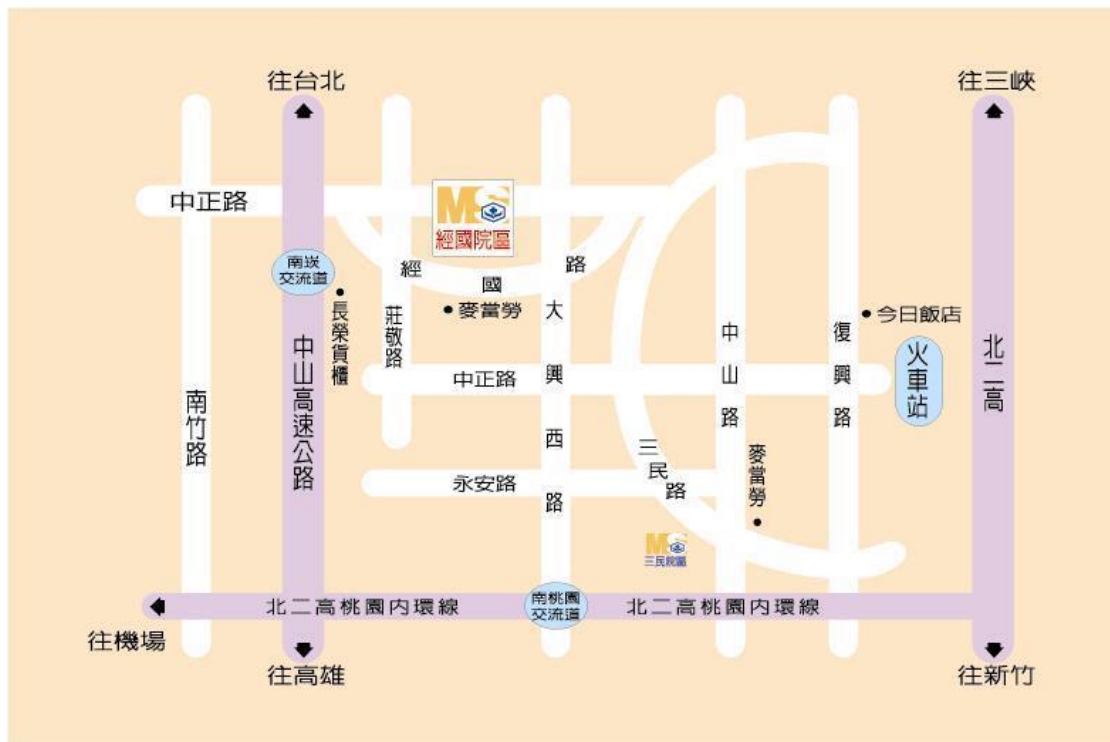 往台北
往三峽
中正路
MS
經國院區
南崁
交流道
經國路
麥當勞
長榮貨櫃
莊敬路
大興西路
中山路
復興路
今日飯店
火車站
北二高
中山高速公路
南竹路
中正路
三民路
麥當勞
永安路
MS
三民院區
北二高桃園內環線
南桃園
交流道
北二高桃園內環線
往機場
往高雄
往新竹